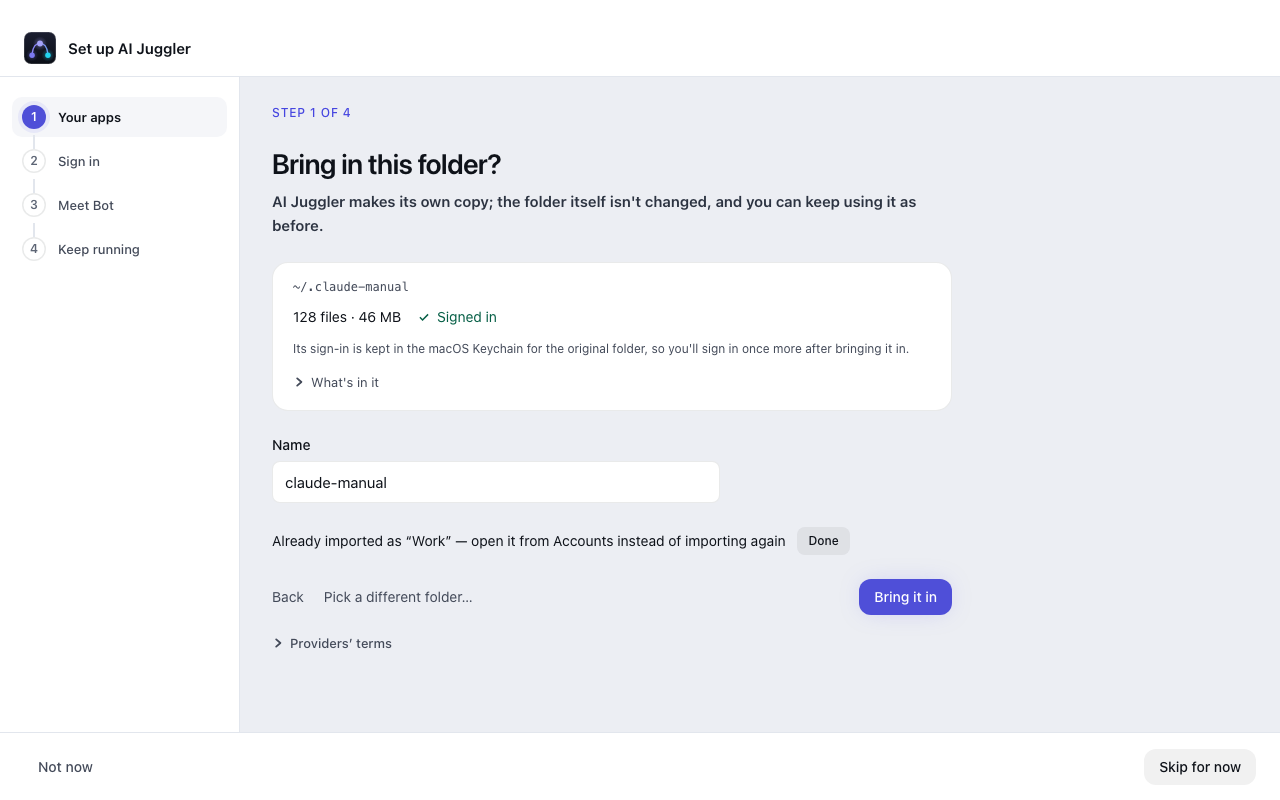 Set up AI Juggler
1 Your apps
2 Sign in
3 Meet Bot
4 Keep running
STEP 1 OF 4
Bring in this folder?
AI Juggler makes its own copy; the folder itself isn't changed, and you can keep using it as
before.
~/.claude-manual
128 files · 46 MB ✓ Signed in
Its sign-in is kept in the macOS Keychain for the original folder, so you'll sign in once more after bringing it in.
What's in it
Name
claude-manual
Already imported as “Work” — open it from Accounts instead of importing again Done
Back Pick a different folder… Bring it in
Providers’ terms
Not now Skip for now